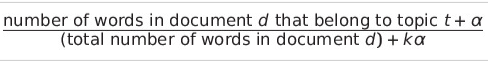 number of words in document d that belong to topic t + α
(total number of words in document d) + kα